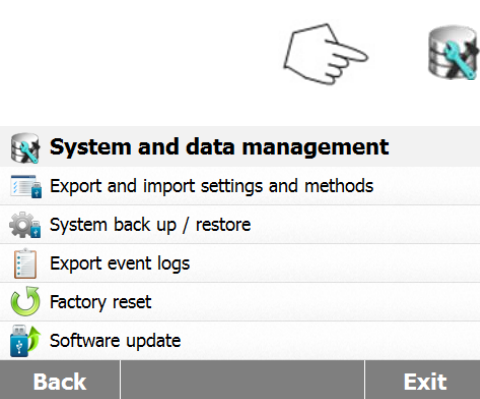 System and data management
Export and import settings and methods
System back up / restore
Export event logs
Factory reset
Software update
Back
Exit